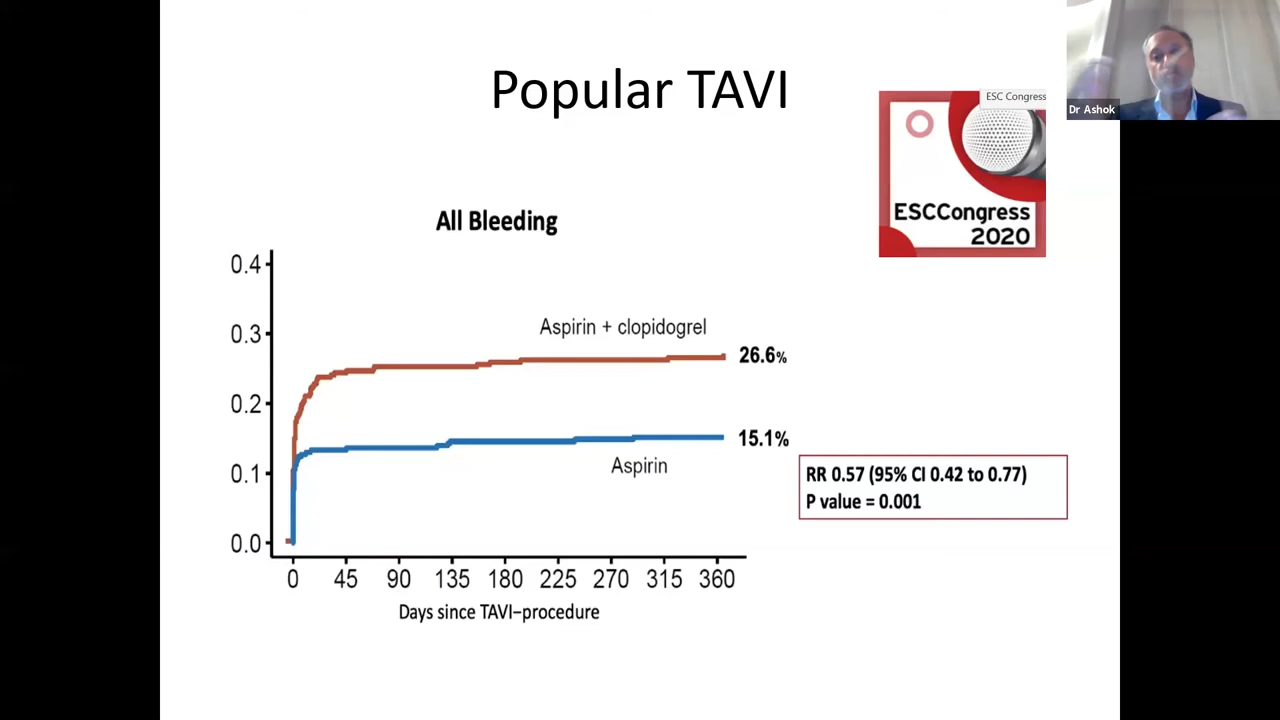 Popular TAVI
ESC Congress
Dr Ashok
ESCCongress
2020
All Bleeding
0.4
0.3
0.2
0.1
0.0
Aspirin + clopidogrel
26.6%
15.1%
Aspirin
RR 0.57 (95% CI 0.42 to 0.77)
P value = 0.001
0 45 90 135 180 225 270 315 360
Days since TAVI-procedure